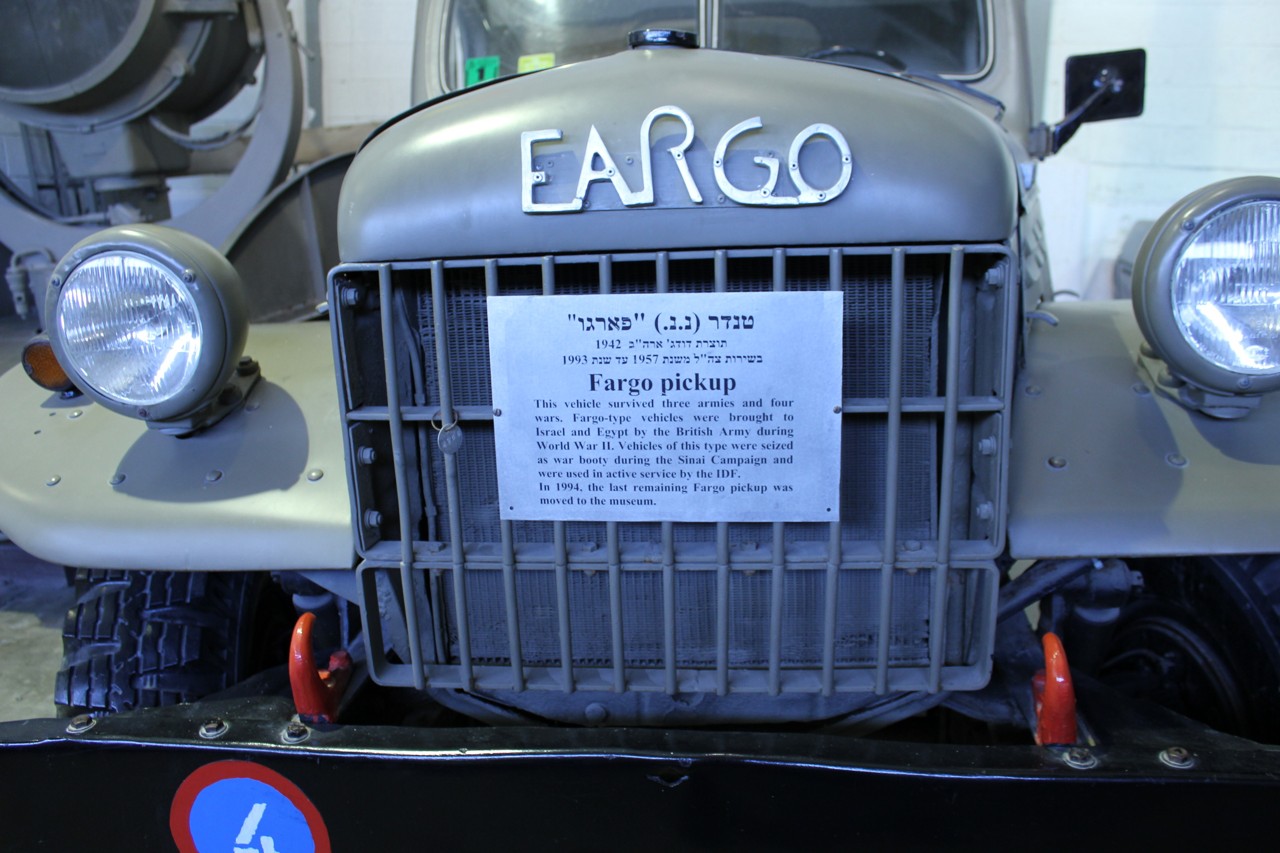 FARGO
טנדר (נ.נ.) "פארגו"
תוצרת דודג' ארה"ב 1942
בשירות צה"ל משנת 1957 עד שנת 1993
Fargo pickup
This vehicle survived three armies and four
wars. Fargo-type vehicles were brought to
Israel and Egypt by the British Army during
World War II. Vehicles of this type were seized
as war booty during the Sinai Campaign and
were used in active service by the IDF.
In 1994, the last remaining Fargo pickup was
moved to the museum.